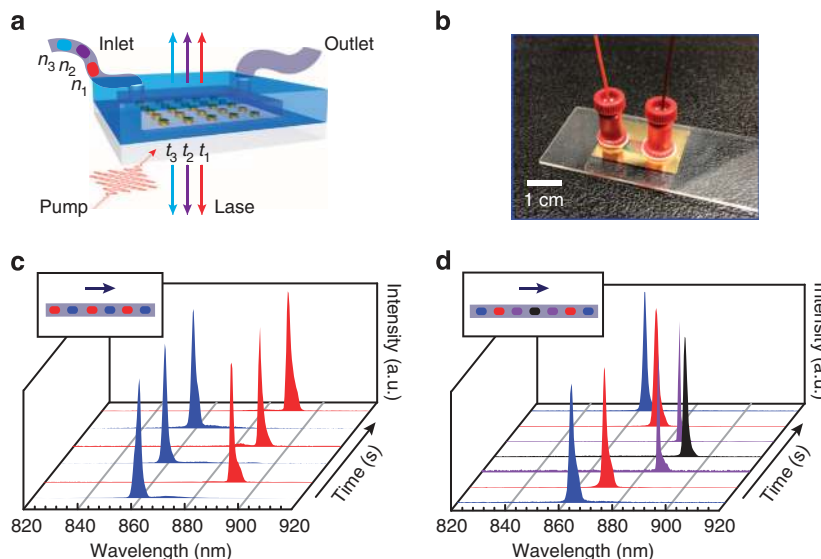 a
Inlet
Outlet
n3 n2
n1
t3 t2 t1
Pump
Lase
b
1 cm
c
Intensity (a.u.)
Time (s)
820 840 860 880 900 920
Wavelength (nm)
d
Intensity (a.u.)
Time (s)
820 840 860 880 900 920
Wavelength (nm)